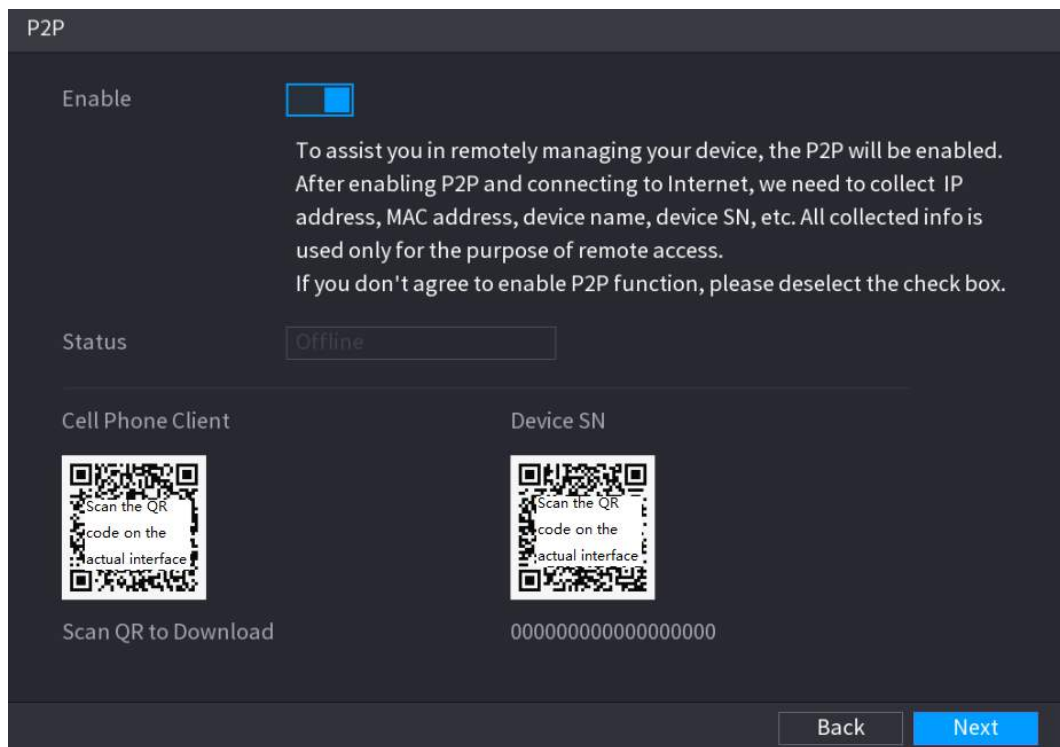 P2P
Enable
To assist you in remotely managing your device, the P2P will be enabled.
After enabling P2P and connecting to Internet, we need to collect IP
address, MAC address, device name, device SN, etc. All collected info is
used only for the purpose of remote access.
If you don't agree to enable P2P function, please deselect the check box.
Status
Offline
Cell Phone Client
Device SN
Scan the QR
code on the
actual interface
Scan the QR
code on the
actual interface
Scan QR to Download
000000000000000000
Back
Next